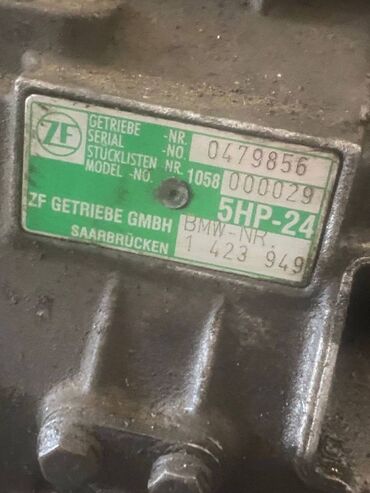 ZF
GETRIEBE -NR.
SERIAL -NO. 0479856
STÜCKLISTEN NR.
MODEL -NO. 1058 000029
5HP-24
ZF GETRIEBE GMBH
SAARBRÜCKEN
BMW-NR.
1 423 949